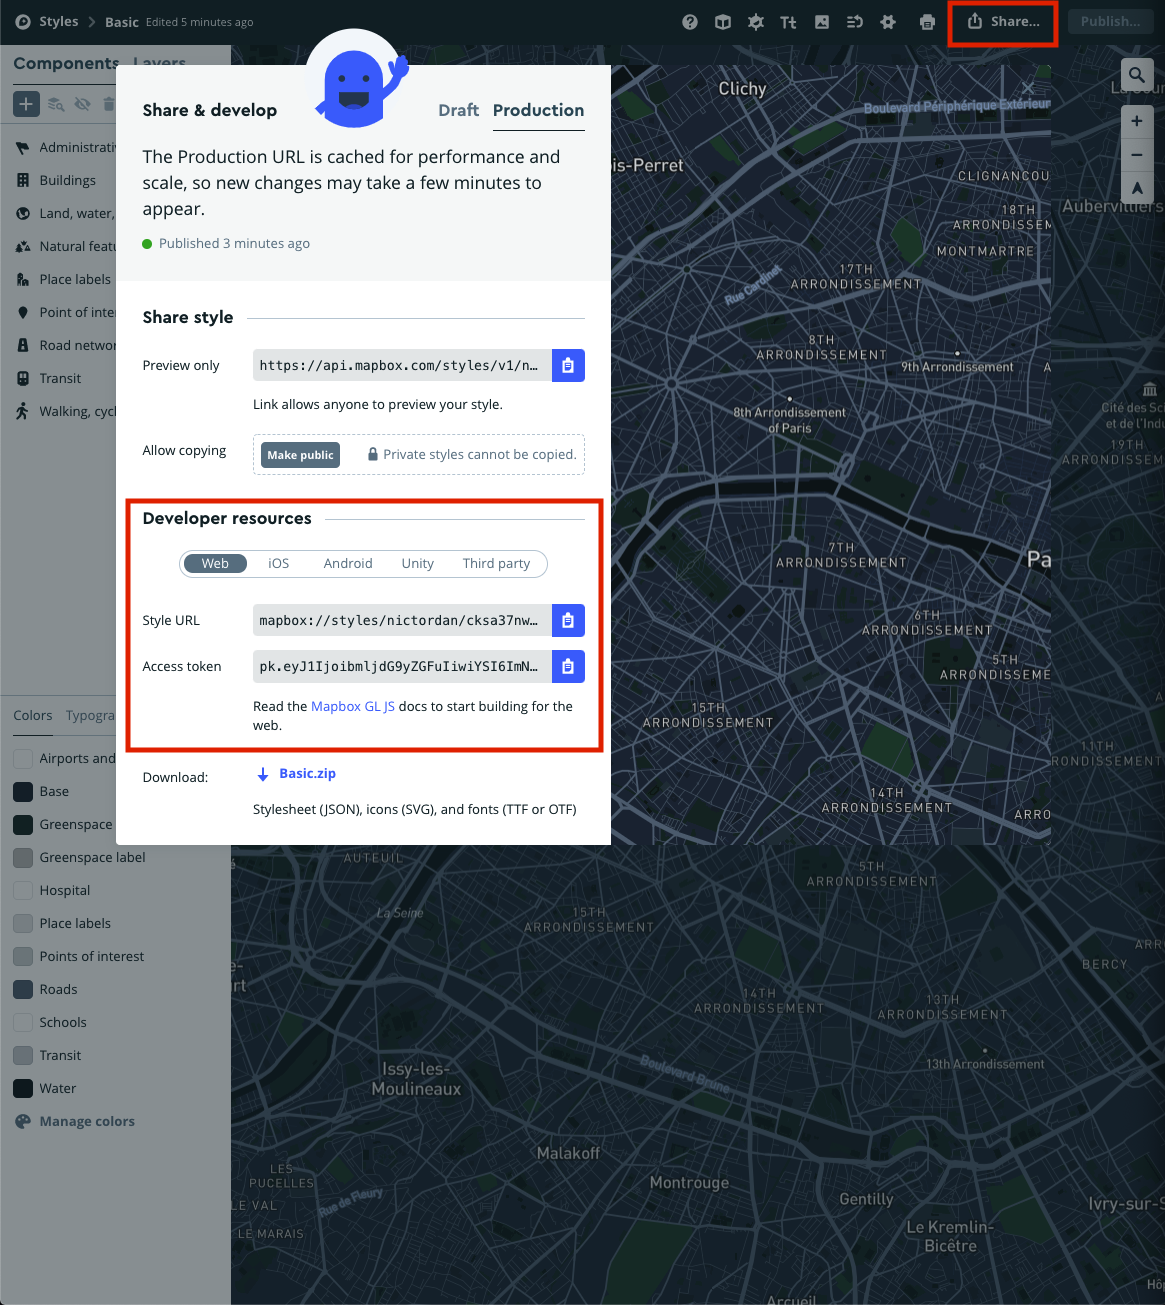 Styles
Basic
Edited 5 minutes ago
Tt
Share...
Publish...
Components
Layers
Administrati
Buildings
Land, water,
Natural featu
Place labels
Point of inte
Road networ
Transit
Walking, cycl
Share & develop
Draft
Production
The Production URL is cached for performance and
scale, so new changes may take a few minutes to
appear.
Published 3 minutes ago
Share style
Preview only
https://api.mapbox.com/styles/v1/n…
Link allows anyone to preview your style.
Allow copying
Make public
Private styles cannot be copied.
Developer resources
Web
iOS
Android
Unity
Third party
Style URL
mapbox://styles/nictordan/cksa37nw…
Access token
pk.eyJ1IjoibmljdG9yZGFuIiwiYSI6ImN…
Read the Mapbox GL JS docs to start building for the
web.
Download:
Basic.zip
Stylesheet (JSON), icons (SVG), and fonts (TTF or OTF)
Colors
Typogra
Airports and
Base
Greenspace
Greenspace label
Hospital
Place labels
Points of interest
Roads
Schools
Transit
Water
Manage colors
Clichy
Boulevard Périphérique Extérieur
is-Perret
CLIGNANCOU
18TH
ARRONDISSEM
MONTMARTRE
Aubervilliers
17TH
ARRONDISSEMENT
Rue Cardinet
8TH
ARRONDISSEMENT
9th Arrondissement
A
8th Arrondissement
of Paris
Cité des Sci
et de l'Indu
19TH
ARRONDISSEM
7TH
ARRONDISSEMENT
Pa
6TH
ARRONDISSEMENT
5TH
ARRONDISSEME
15TH
ARRONDISSEMENT
11TH
RONDISSEMENT
14TH
ARRONDISSEMENT
ARRO
AUTEUIL
5TH
ARRONDISSEMENT
La Seine
15TH
ARRONDISSEMENT
ARR
BERCY
e-
rt
14TH
ARRONDISSEMENT
13TH
ARRONDISSEMENT
13th Arrondissement
Issy-les-
Moulineaux
Boulevard Brune
Malakoff
LES
PUCELLES
Montrouge
LE VAL
Rue de Fleury
Gentilly
Ivry-sur-S
LE MARAIS
Le Kremlin-
Bicêtre
Hô
Arcueil